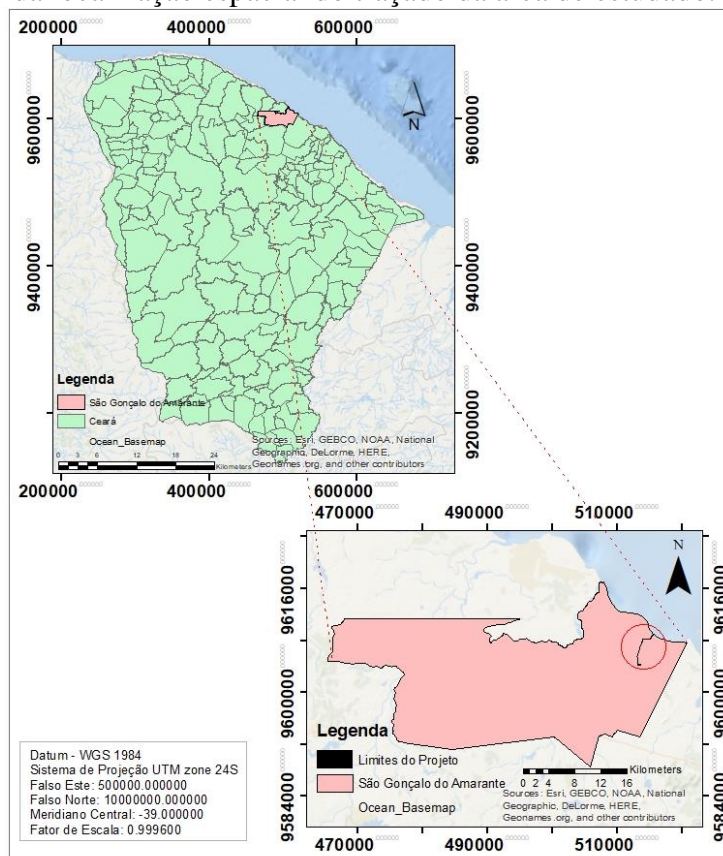 200000 400000 600000
9600000
9600000
9400000
9400000
9200000
9200000
N
Legenda
São Gonçalo do Amarante
Ceará
Ocean_Basemap
0 3 6 12 18 24
Kilometers
Sources: Esri, GEBCO, NOAA, National
Geographic, DeLorme, HERE,
Geonames.org, and other contributors
200000 400000 600000
470000 490000 510000
9616000
9616000
9600000
9600000
9584000
N
Legenda
Limites do Projeto
São Gonçalo do Amarante
Ocean_Basemap
0 2 4 8 12 16
Kilometers
Sources: Esri, GEBCO, NOAA, National
Geographic, DeLorme, HERE,
Geonames.org, and other contributors
470000 490000 510000
Datum - WGS 1984
Sistema de Projeção UTM zone 24S
Falso Este: 500000.000000
Falso Norte: 10000000.000000
Meridiano Central: -39.000000
Fator de Escala: 0.999600